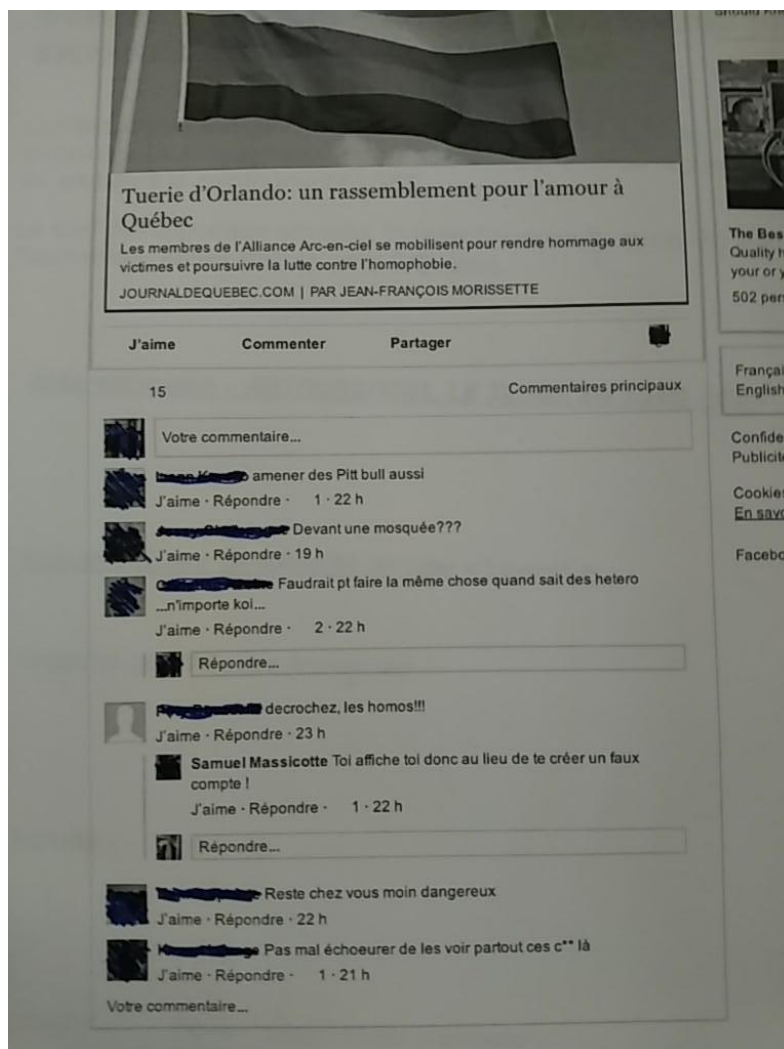 Tuerie d'Orlando: un rassemblement pour l'amour à
Québec
Les membres de l'Alliance Arc-en-ciel se mobilisent pour rendre hommage aux
victimes et poursuivre la lutte contre l'homophobie.
JOURNALDEQUEBEC.COM | PAR JEAN-FRANÇOIS MORISSETTE
J'aime Commenter Partager
15 Commentaires principaux
Votre commentaire...
amener des Pitt bull aussi
J'aime · Répondre · 1 · 22 h
Devant une mosquée???
J'aime · Répondre · 19 h
Faudrait pt faire la même chose quand sait des hetero
...n'importe koi...
J'aime · Répondre · 2 · 22 h
Répondre...
decrochez, les homos!!!
J'aime · Répondre · 23 h
Samuel Massicotte Toi affiche toi donc au lieu de te créer un faux
compte !
J'aime · Répondre · 1 · 22 h
Répondre...
Reste chez vous moin dangereux
J'aime · Répondre · 22 h
Pas mal échoeurer de les voir partout ces c** là
J'aime · Répondre · 1 · 21 h
Votre commentaire...
The Bes
Quality
your or
502
Françai
English
Confide
Publicit
Cookie
En savo
Facebo